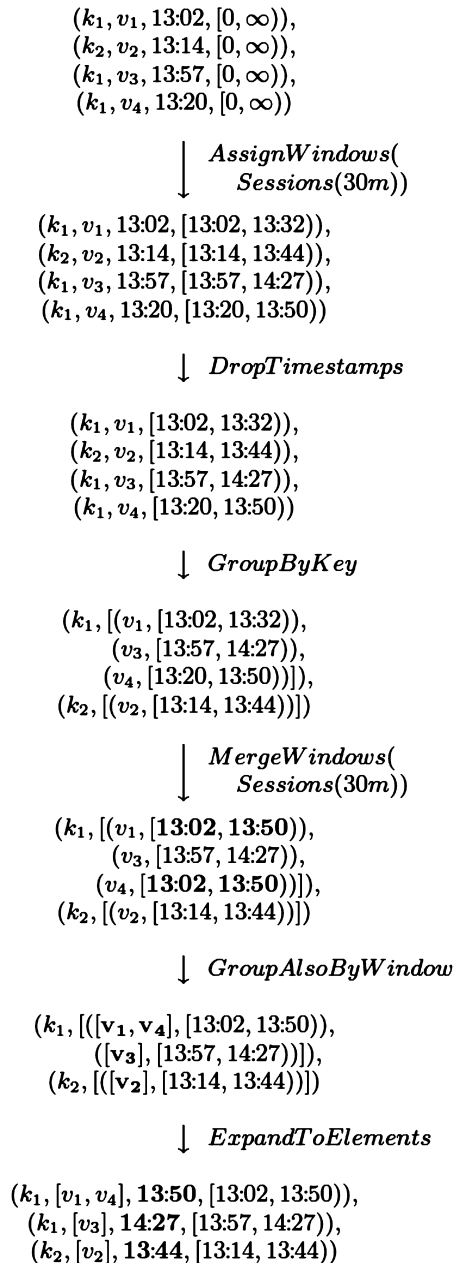 (k₁, v₁, 13:02, [0, ∞)),
(k₂, v₂, 13:14, [0, ∞)),
(k₁, v₃, 13:57, [0, ∞)),
(k₁, v₄, 13:20, [0, ∞))
↓ AssignWindows(
Sessions(30m))
(k₁, v₁, 13:02, [13:02, 13:32)),
(k₂, v₂, 13:14, [13:14, 13:44)),
(k₁, v₃, 13:57, [13:57, 14:27)),
(k₁, v₄, 13:20, [13:20, 13:50))
↓ DropTimestamps
(k₁, v₁, [13:02, 13:32)),
(k₂, v₂, [13:14, 13:44)),
(k₁, v₃, [13:57, 14:27)),
(k₁, v₄, [13:20, 13:50))
↓ GroupByKey
(k₁, [(v₁, [13:02, 13:32)),
(v₃, [13:57, 14:27)),
(v₄, [13:20, 13:50))]),
(k₂, [(v₂, [13:14, 13:44))])
↓ MergeWindows(
Sessions(30m))
(k₁, [(v₁, [13:02, 13:50)),
(v₃, [13:57, 14:27)),
(v₄, [13:02, 13:50))]),
(k₂, [(v₂, [13:14, 13:44))])
↓ GroupAlsoByWindow
(k₁, [([v₁, v₄], [13:02, 13:50)),
([v₃], [13:57, 14:27))]),
(k₂, [([v₂], [13:14, 13:44))])
↓ ExpandToElements
(k₁, [v₁, v₄], 13:50, [13:02, 13:50)),
(k₁, [v₃], 14:27, [13:57, 14:27)),
(k₂, [v₂], 13:44, [13:14, 13:44))